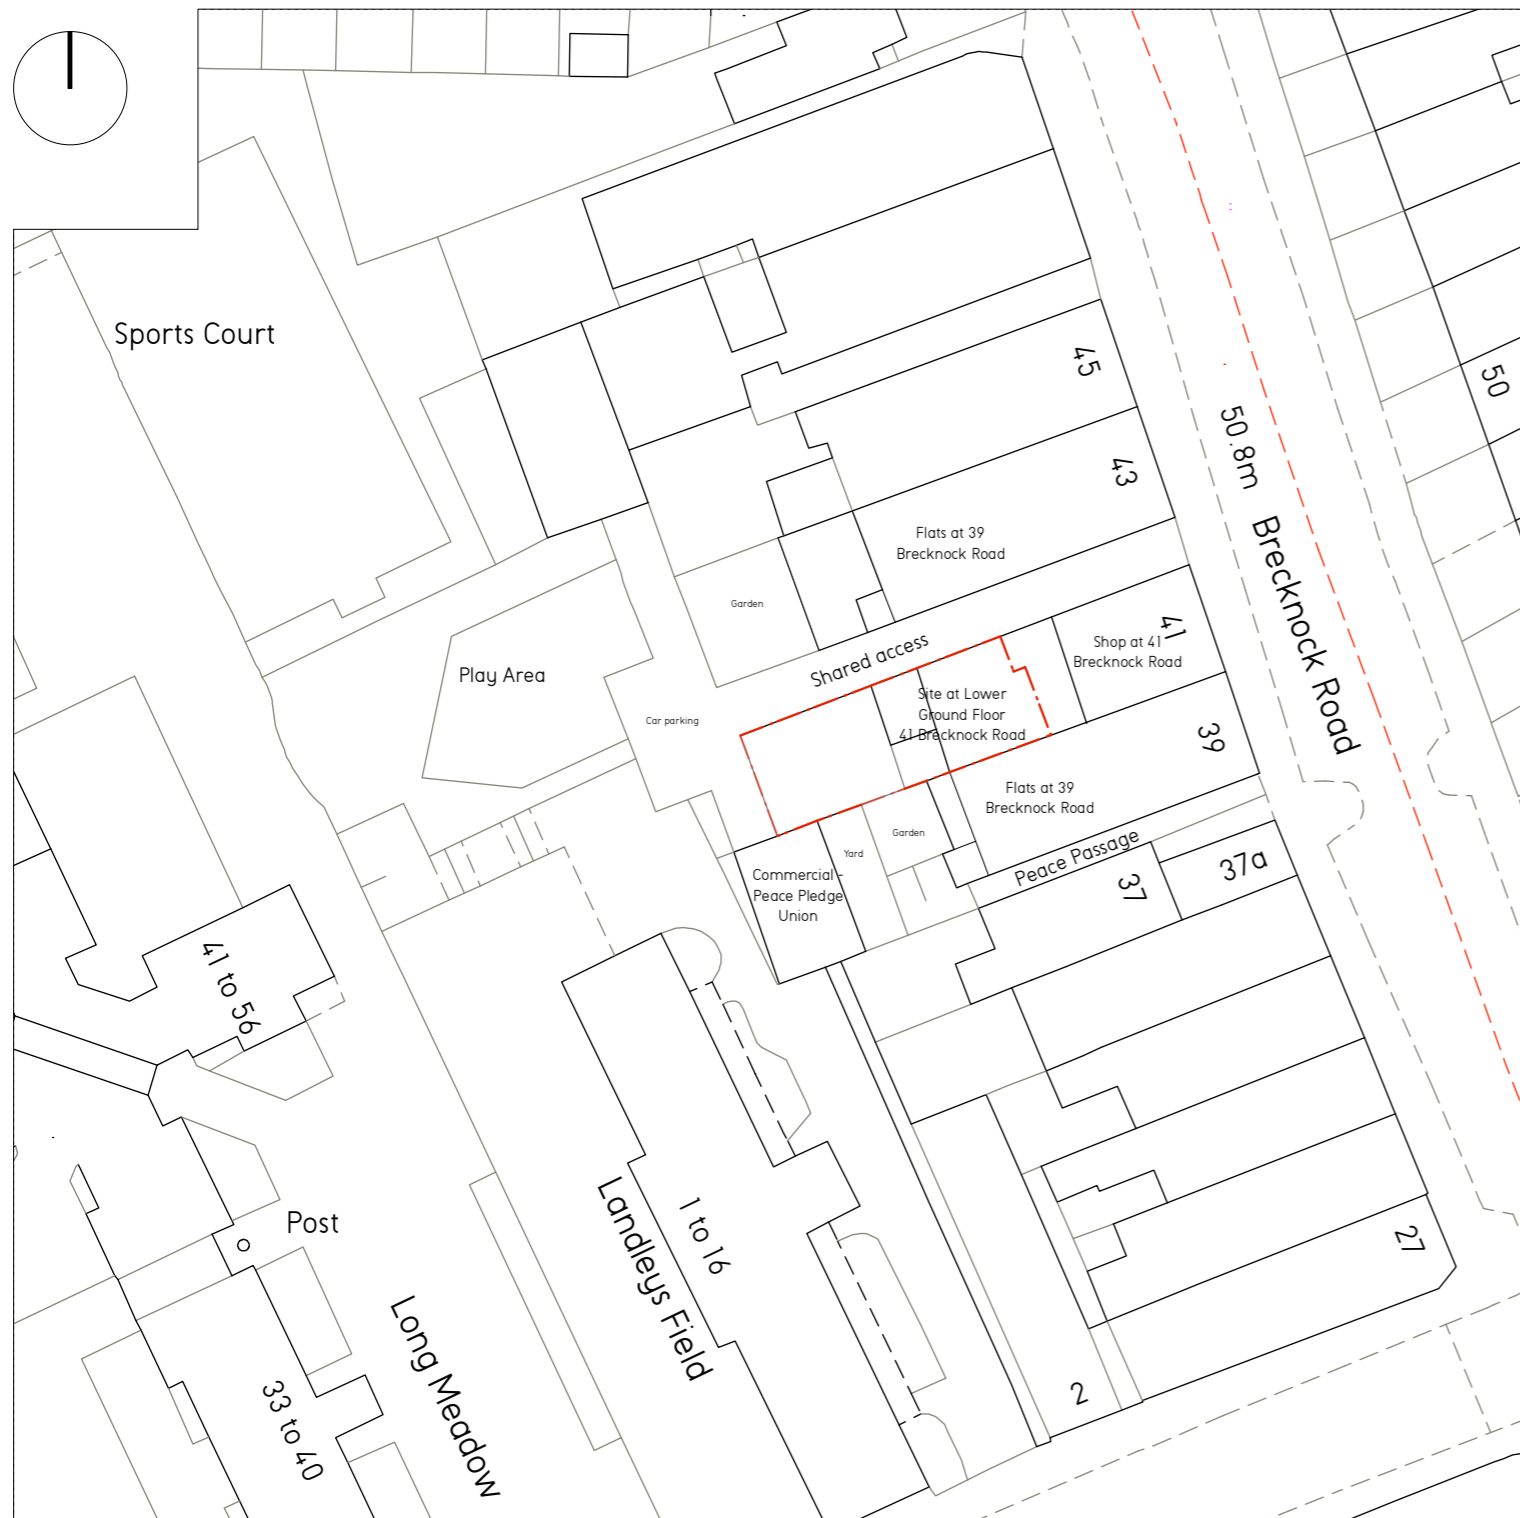 Sports Court
45
50
50.8m
43
Flats at 39
Brecknock Road
Garden
Brecknock Road
41
Shop at 41
Brecknock Road
Shared access
Play Area
Site at Lower
Ground Floor
41 Brecknock Road
Car parking
39
Flats at 39
Brecknock Road
Garden
Yard
Peace Passage
37a
37
Commercial -
Peace Pledge
Union
41 to 56
Post
1 to 16
Landleys Field
27
Long Meadow
33 to 40
2